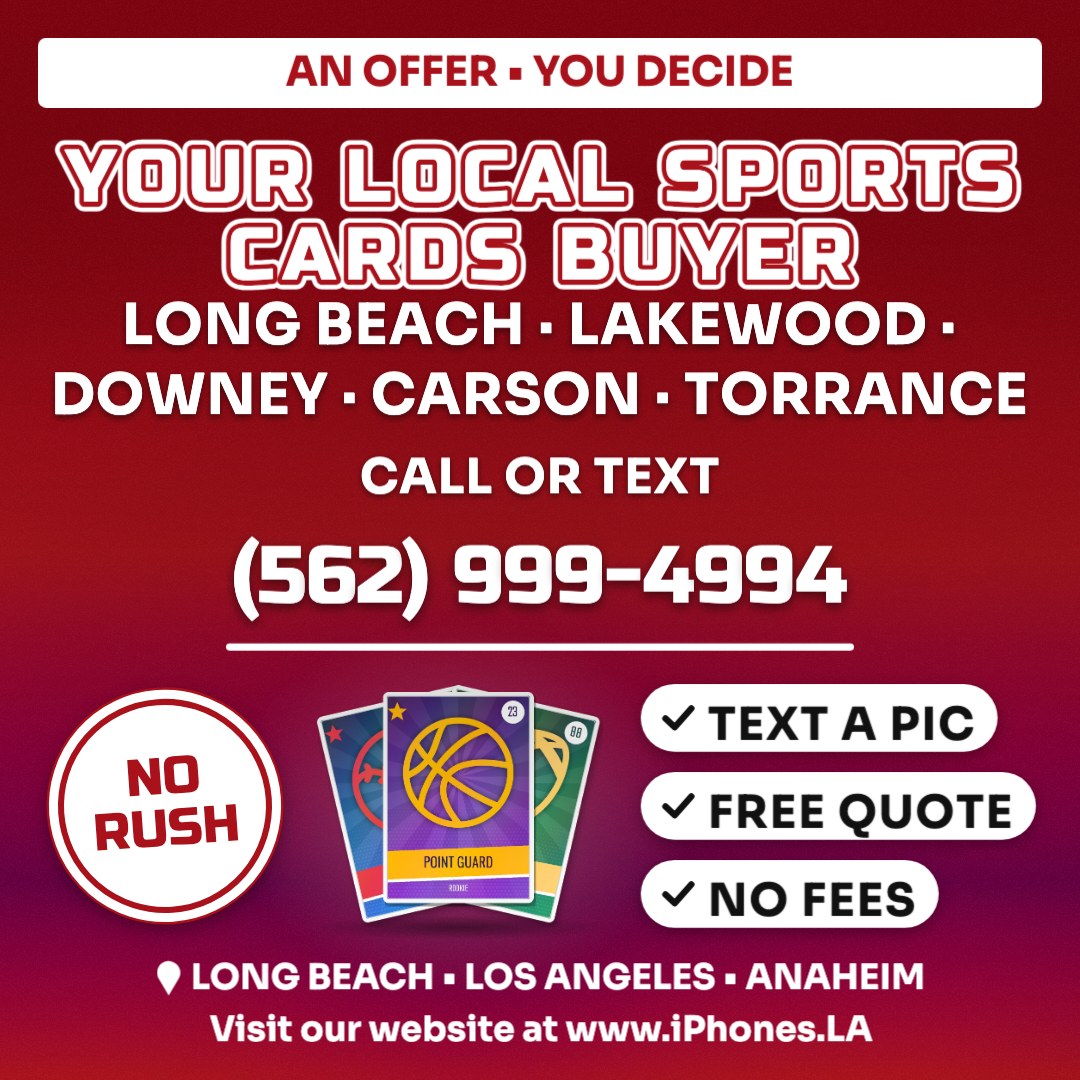 AN OFFER ▪ YOU DECIDE
YOUR LOCAL SPORTS
CARDS BUYER
LONG BEACH · LAKEWOOD ·
DOWNEY · CARSON · TORRANCE
CALL OR TEXT
(562) 999-4994
NO
RUSH
23
88
POINT GUARD
ROOKIE
✓ TEXT A PIC
✓ FREE QUOTE
✓ NO FEES
LONG BEACH ▪ LOS ANGELES ▪ ANAHEIM
Visit our website at www.iPhones.LA